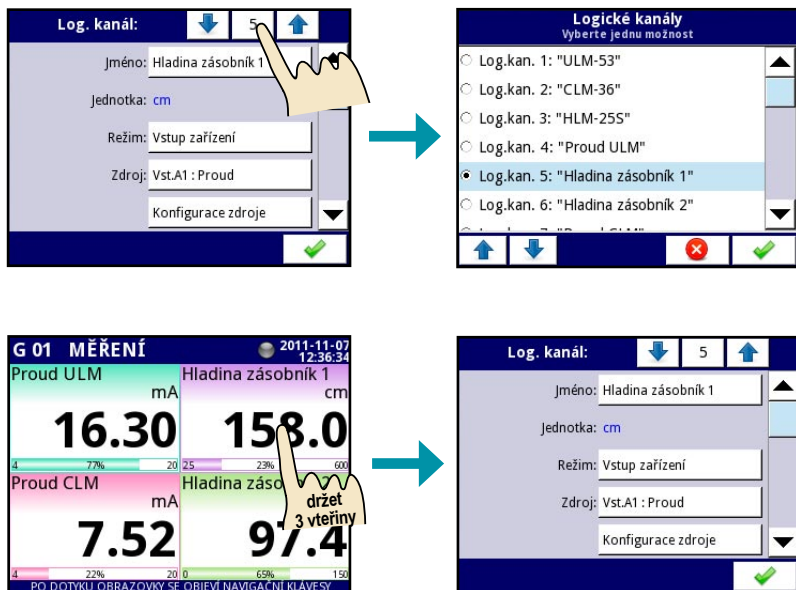 Log. kanál: 5
Jméno: Hladina zásobník 1
Jednotka: cm
Režim: Vstup zařízení
Zdroj: Vst.A1 : Proud
Konfigurace zdroje
Logické kanály
Vyberte jednu možnost
Log.kan. 1: "ULM-53"
Log.kan. 2: "CLM-36"
Log.kan. 3: "HLM-25S"
Log.kan. 4: "Proud ULM"
Log.kan. 5: "Hladina zásobník 1"
Log.kan. 6: "Hladina zásobník 2"
G 01 MĚŘENÍ 2011-11-07
12:36:34
Proud ULM
mA
16.30
4 77% 20
Hladina zásobník 1
cm
158.0
25 23% 600
Proud CLM
mA
7.52
4 22% 20
Hladina
97.4
0 65% 150
držet
3 vteřiny
PO DOTYKU OBRAZOVKY SE OBJEVÍ NAVIGAČNÍ KLÁVESY
Log. kanál: 5
Jméno: Hladina zásobník 1
Jednotka: cm
Režim: Vstup zařízení
Zdroj: Vst.A1 : Proud
Konfigurace zdroje